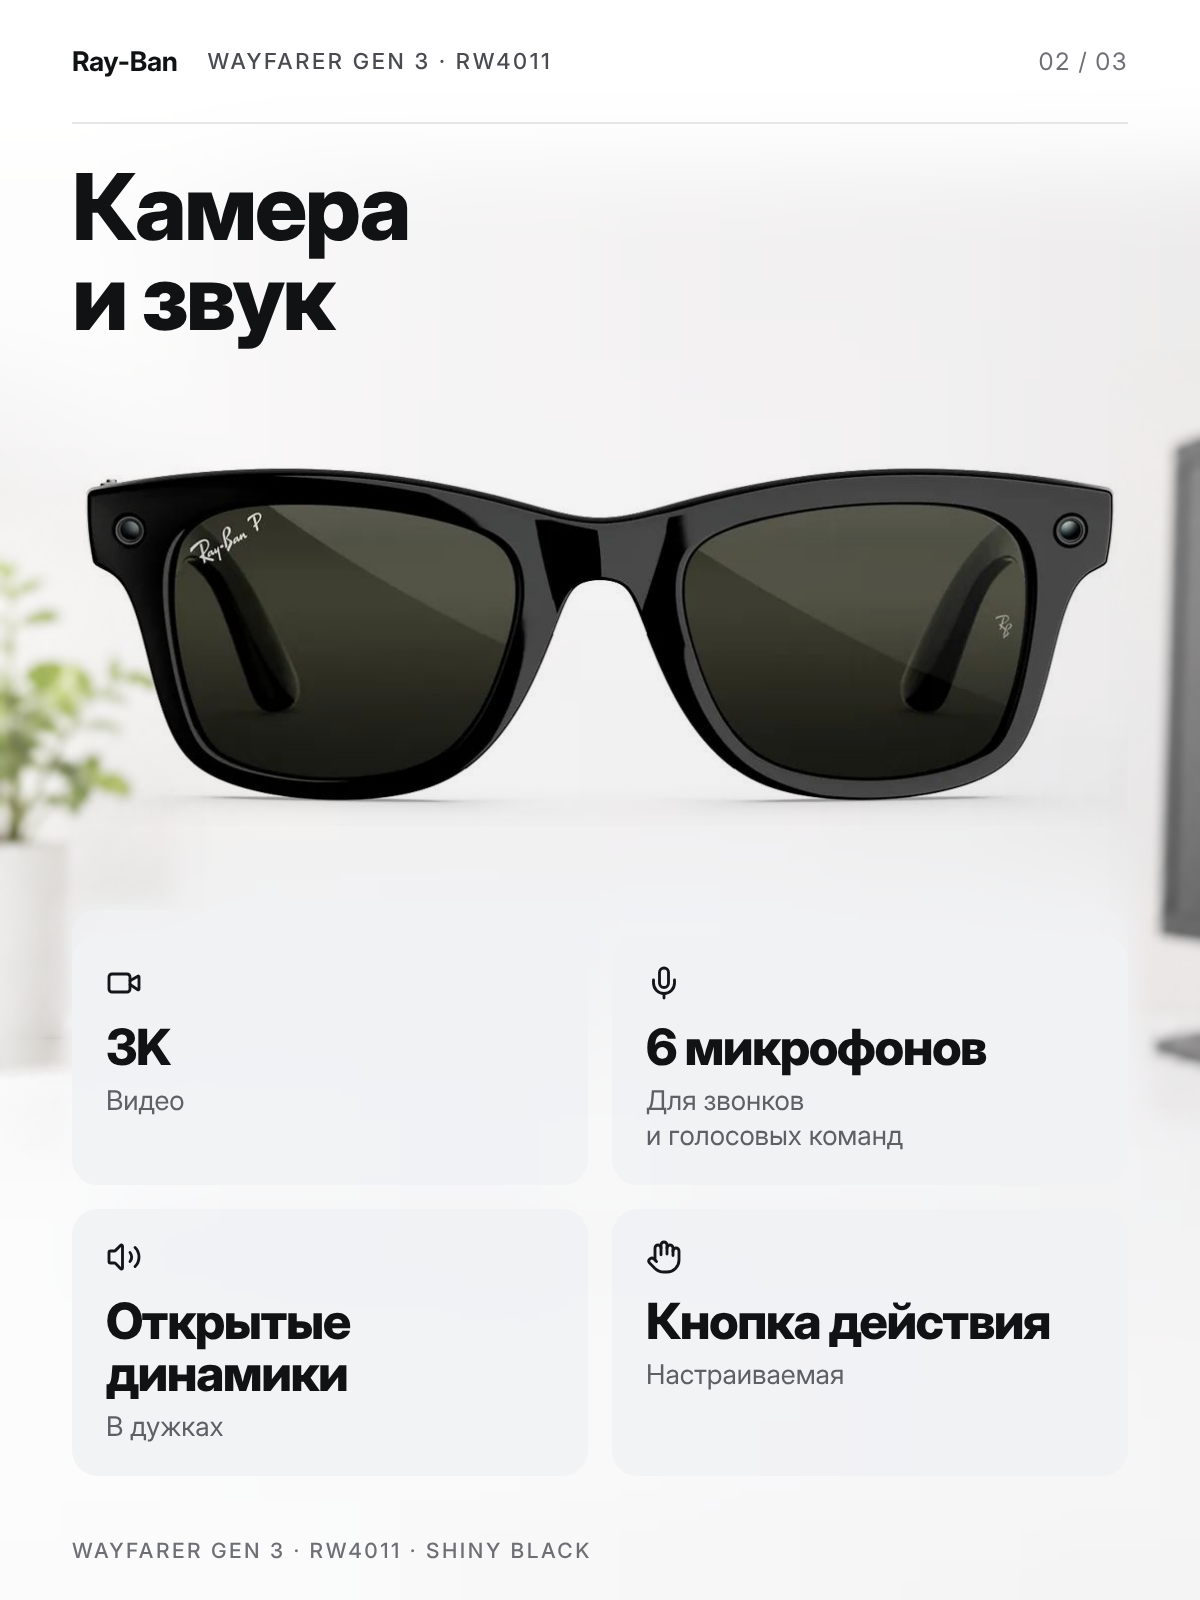 Ray-Ban WAYFARER GEN 3 · RW4011 02 / 03
Камера
и звук
Ray-Ban P
RB
3K
Видео
6 микрофонов
Для звонков
и голосовых команд
Открытые
динамики
В дужках
Кнопка действия
Настраиваемая
WAYFARER GEN 3 · RW4011 · SHINY BLACK